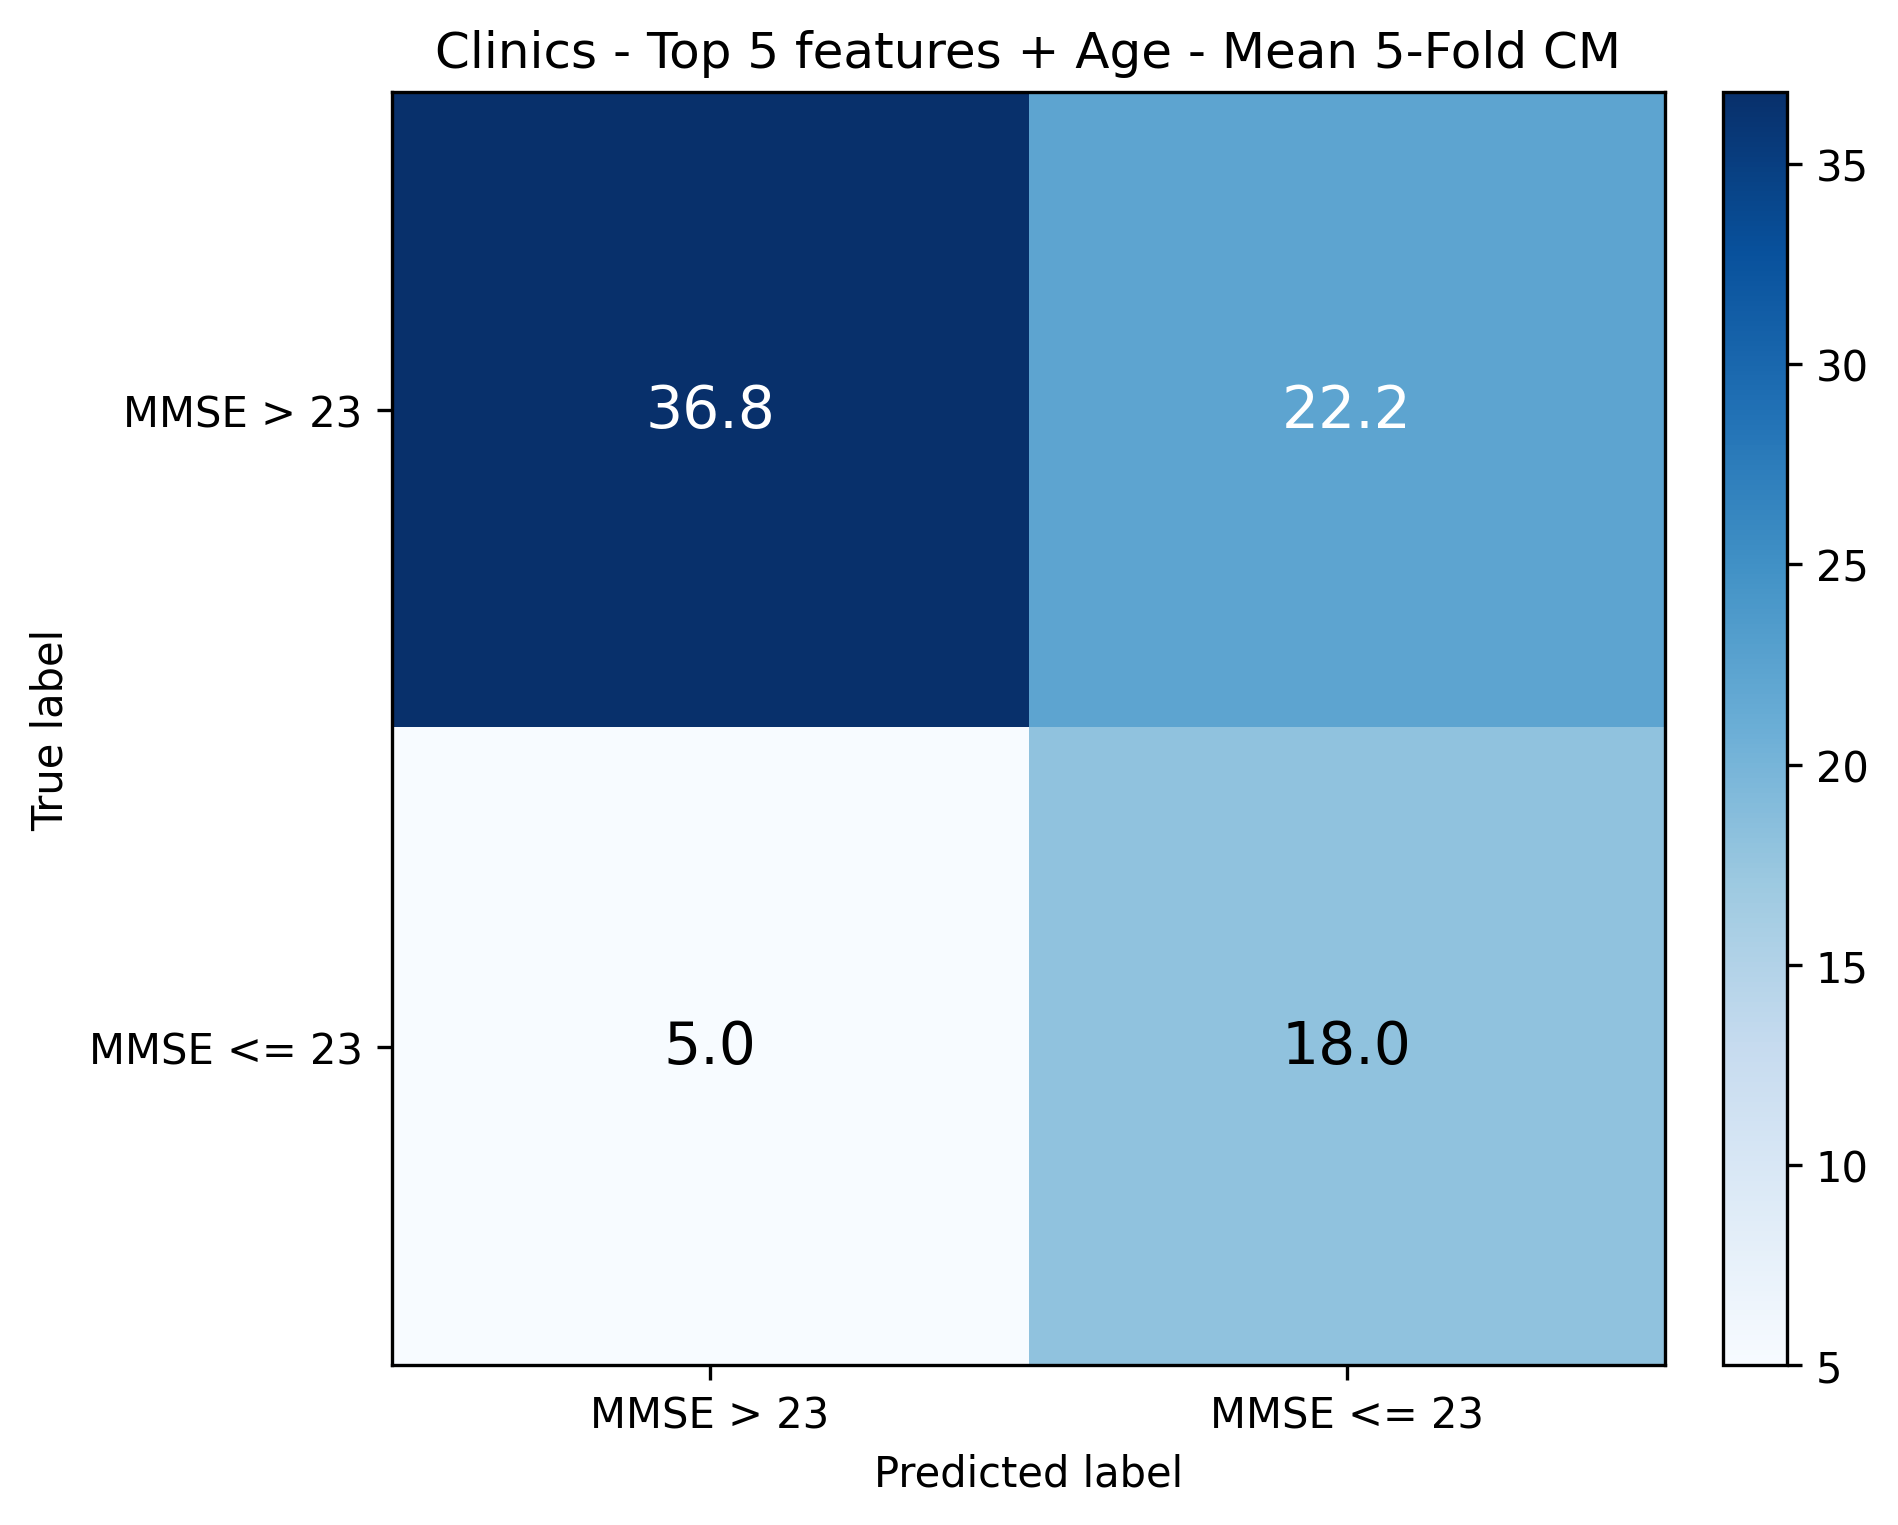 Clinics - Top 5 features + Age - Mean 5-Fold CM
True label
MMSE > 23
36.8
22.2
MMSE <= 23
5.0
18.0
MMSE > 23
MMSE <= 23
Predicted label
35
30
25
20
15
10
5